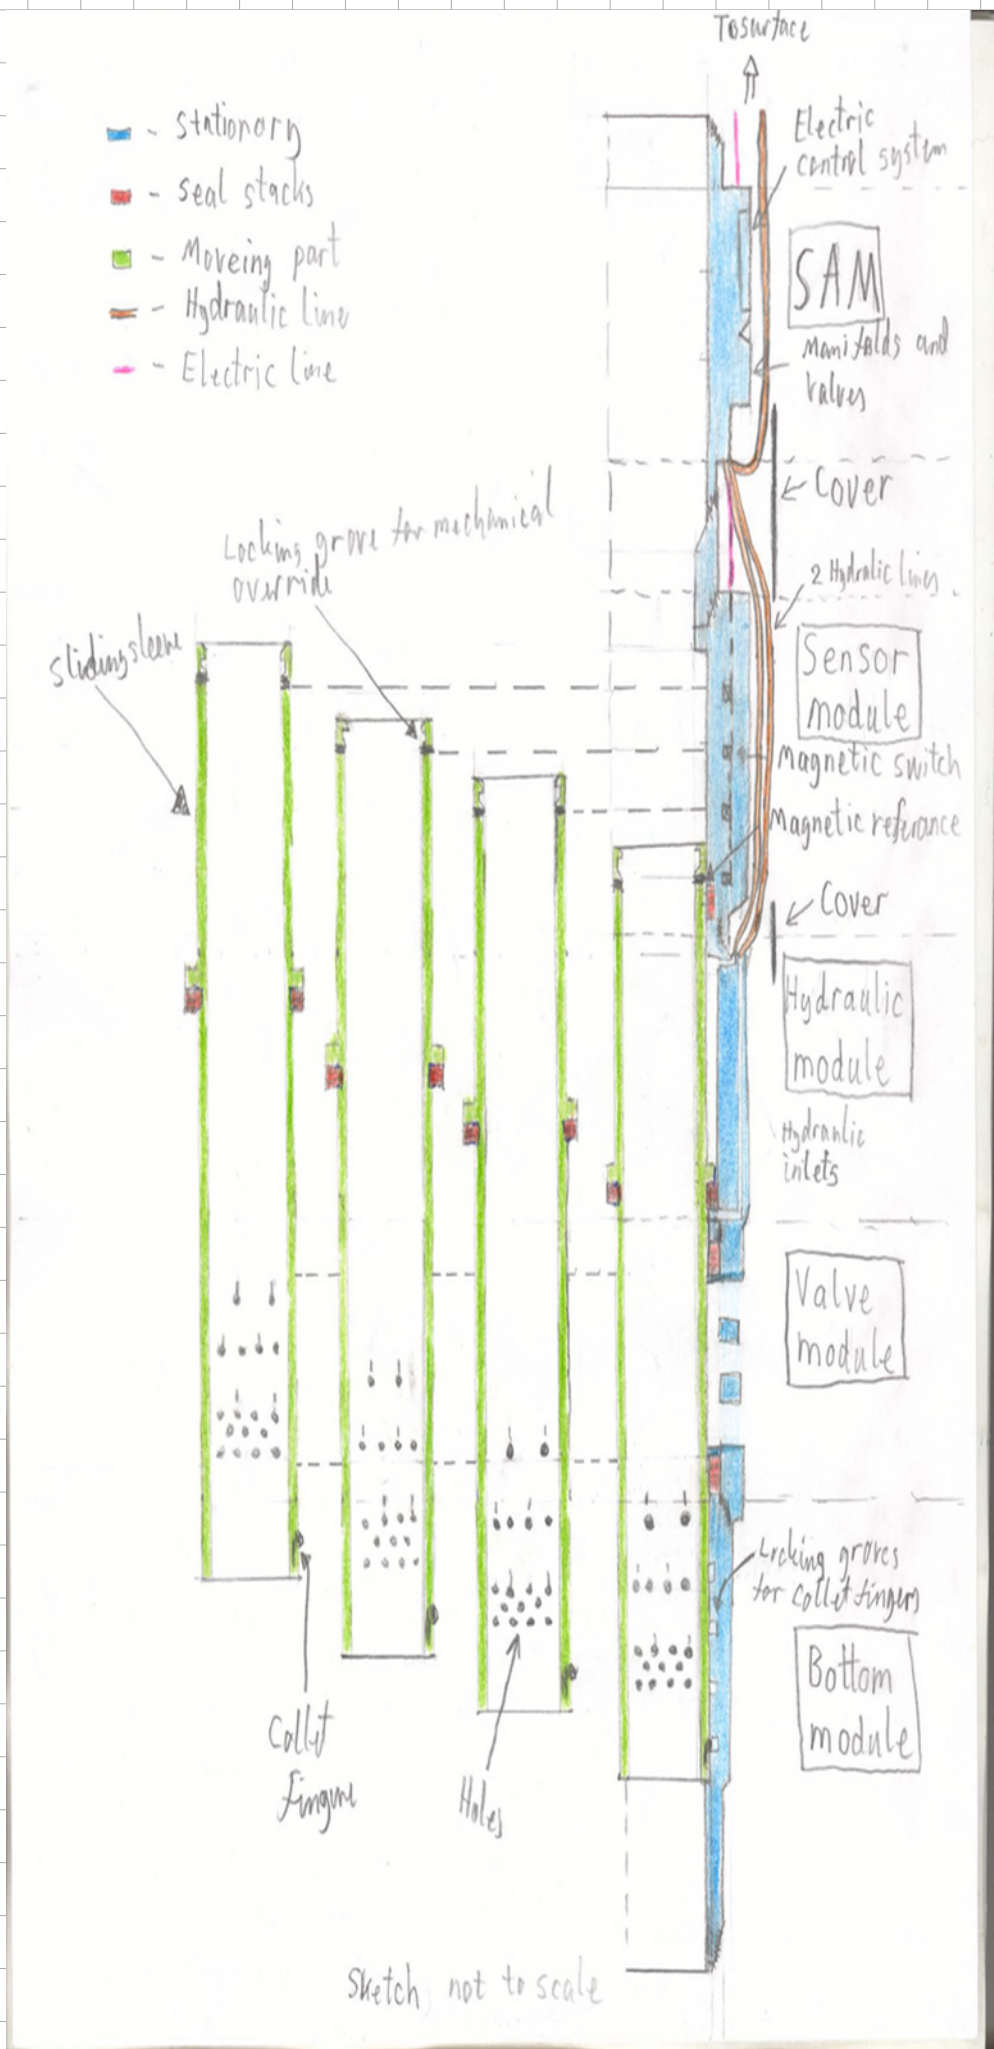 To surface
Stationory
Seal stacks
Moveing part
Hydraulic line
Electric line
Electric
control system
SAM
Manifolds and
valves
Cover
2 Hydralic lines
Locking grove for mechanical
override
Sliding sleeve
Sensor
module
Magnetic switch
Magnetic referance
Cover
Hydraulic
module
Hydraulic
inlets
Valve
module
Locking groves
for collet fingers
Bottom
module
Collet
fingure
Holes
Sketch not to scale